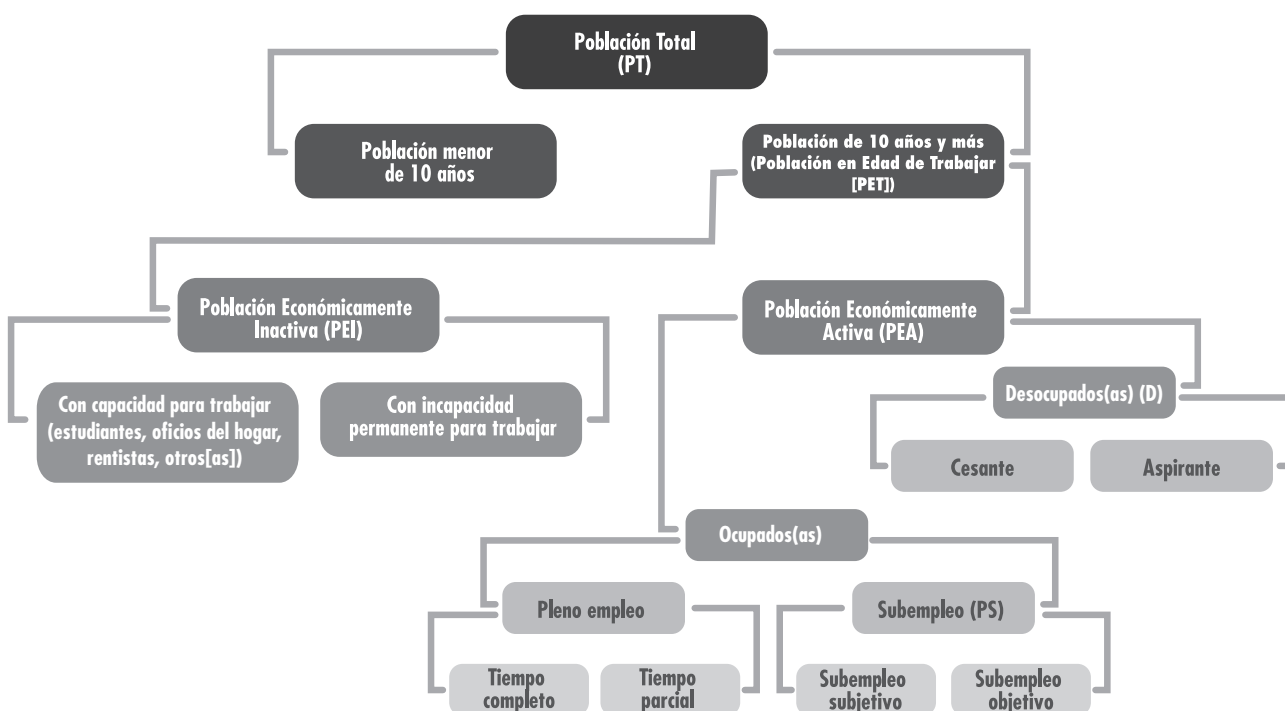 Población Total
(PT)
Población menor
de 10 años
Población de 10 años y más
(Población en Edad de Trabajar
[PET])
Población Económicamente
Inactiva (PEI)
Población Económicamente
Activa (PEA)
Con capacidad para trabajar
(estudiantes, oficios del hogar,
rentistas, otros[as])
Con incapacidad
permanente para trabajar
Desocupados(as) (D)
Cesante
Aspirante
Ocupados(as)
Pleno empleo
Subempleo (PS)
Tiempo
completo
Tiempo
parcial
Subempleo
subjetivo
Subempleo
objetivo